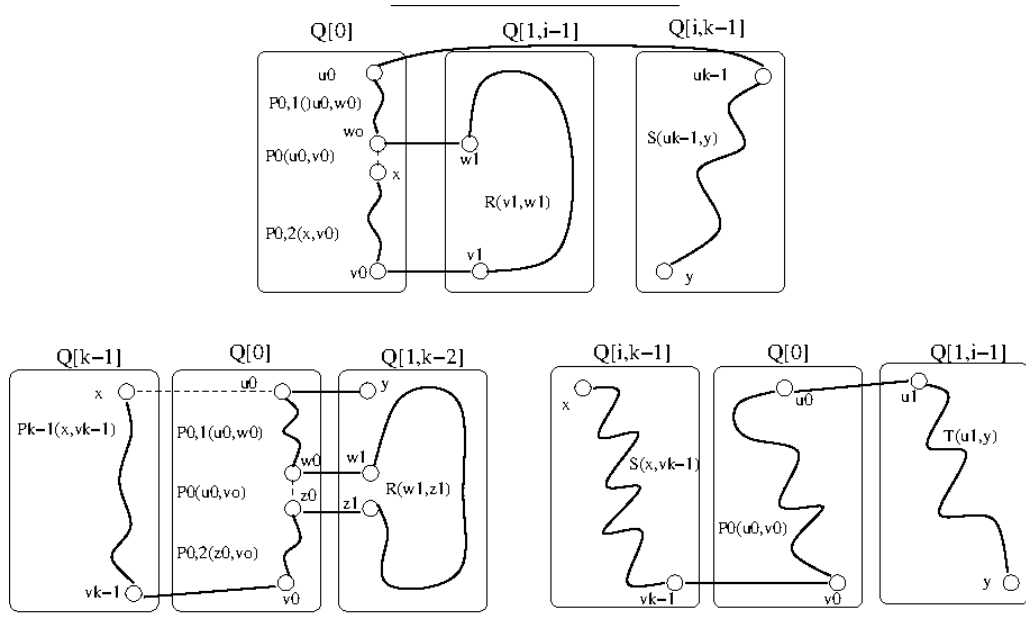 Q[0] Q[1,i−1] Q[i,k−1]
u0 uk−1
P0,1()u0,w0)
wo
P0(u0,v0) w1 S(uk−1,y)
x
R(v1,w1)
P0,2(x,v0)
v0 v1 y
Q[k−1] Q[0] Q[1,k−2] Q[i,k−1] Q[0] Q[1,i−1]
x u0 y x u0 u1
Pk−1(x,vk−1) P0,1(u0,w0)
w0 w1 S(x,vk−1) T(u1,y)
P0(u0,vo) R(w1,z1)
z0 z1
P0(u0,v0)
P0,2(z0,vo)
vk−1 v0 vk−1 v0 y